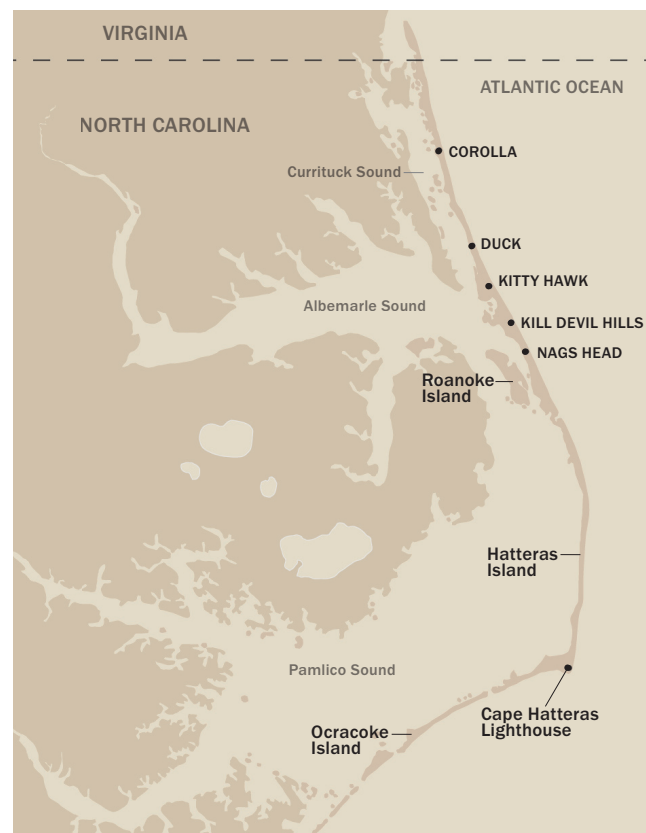 VIRGINIA
ATLANTIC OCEAN
NORTH CAROLINA
COROLLA
Currituck Sound
DUCK
KITTY HAWK
Albemarle Sound
KILL DEVIL HILLS
NAGS HEAD
Roanoke
Island
Hatteras
Island
Pamlico Sound
Cape Hatteras
Lighthouse
Ocracoke
Island